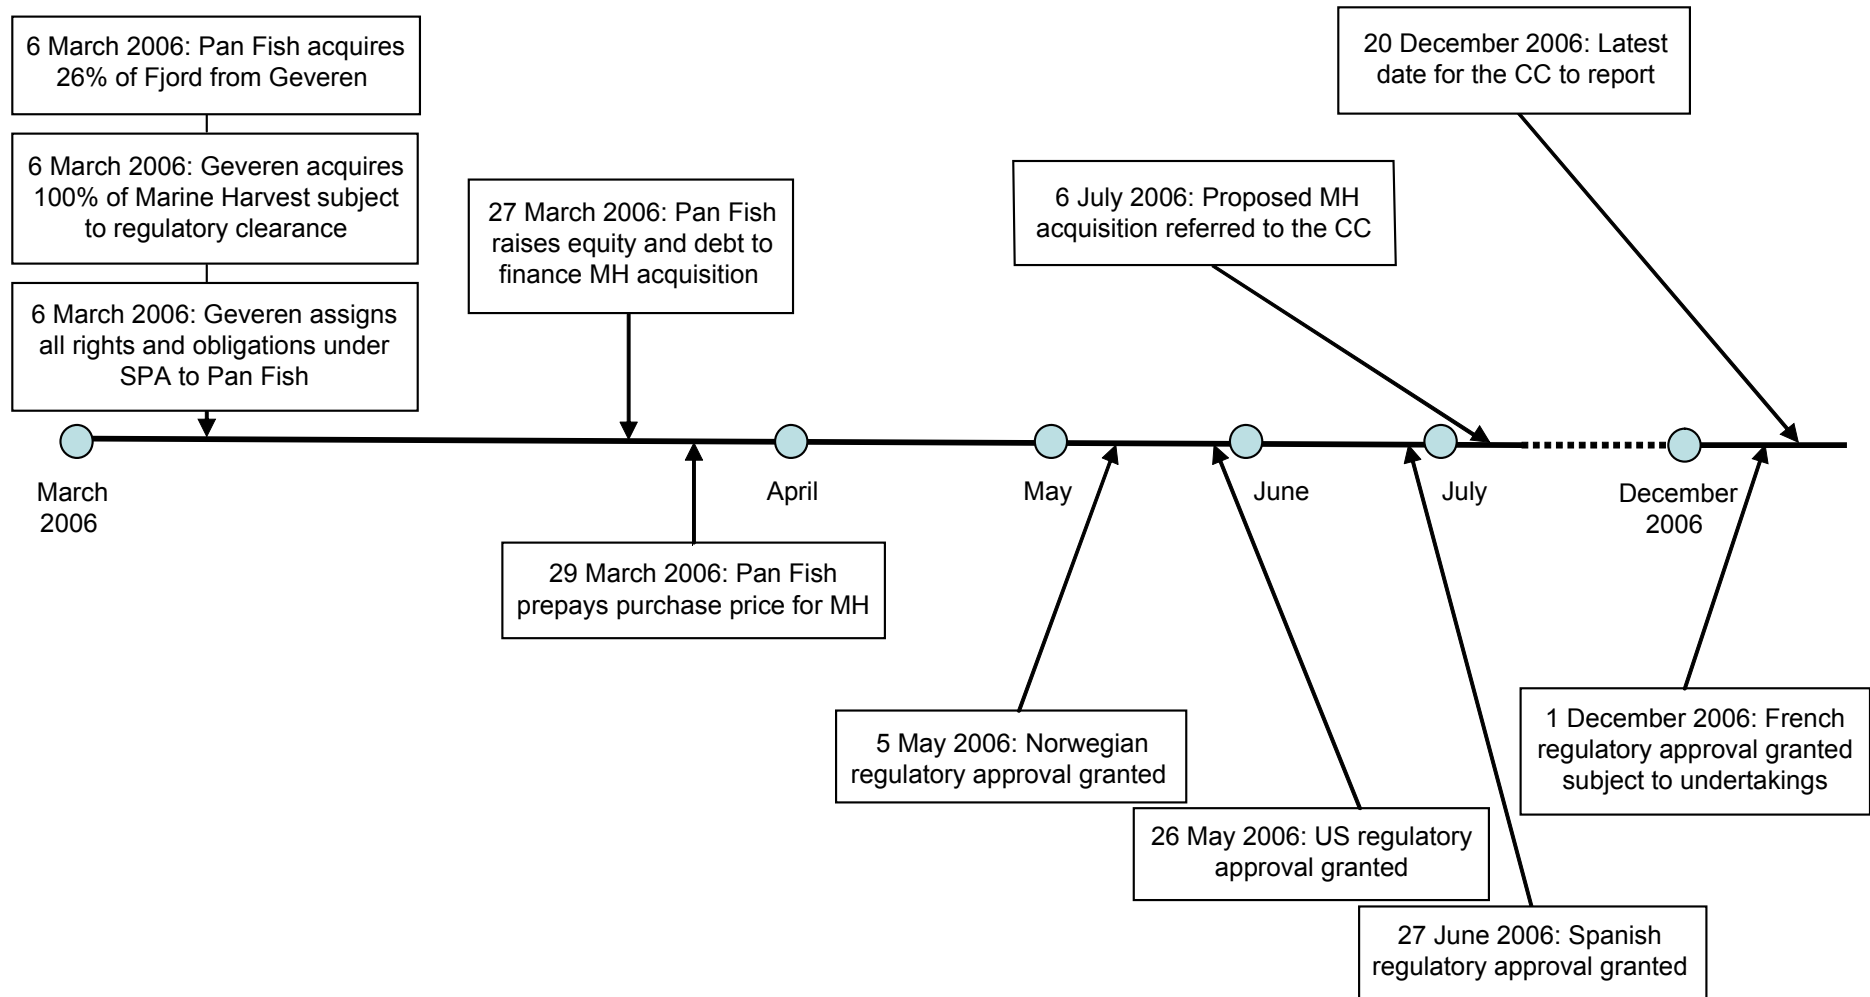 6 March 2006: Pan Fish acquires
26% of Fjord from Geveren
6 March 2006: Geveren acquires
100% of Marine Harvest subject
to regulatory clearance
6 March 2006: Geveren assigns
all rights and obligations under
SPA to Pan Fish
27 March 2006: Pan Fish
raises equity and debt to
finance MH acquisition
6 July 2006: Proposed MH
acquisition referred to the CC
20 December 2006: Latest
date for the CC to report
March
2006
April
May
June
July
December
2006
29 March 2006: Pan Fish
prepays purchase price for MH
5 May 2006: Norwegian
regulatory approval granted
26 May 2006: US regulatory
approval granted
27 June 2006: Spanish
regulatory approval granted
1 December 2006: French
regulatory approval granted
subject to undertakings